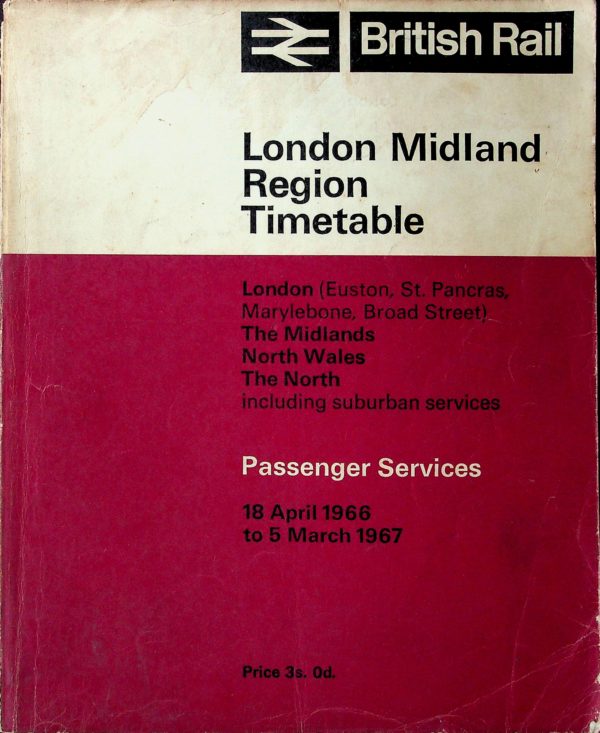 British Rail
London Midland
Region
Timetable
London (Euston, St. Pancras,
Marylebone, Broad Street)
The Midlands
North Wales
The North
including suburban services
Passenger Services
18 April 1966
to 5 March 1967
Price 3s. 0d.